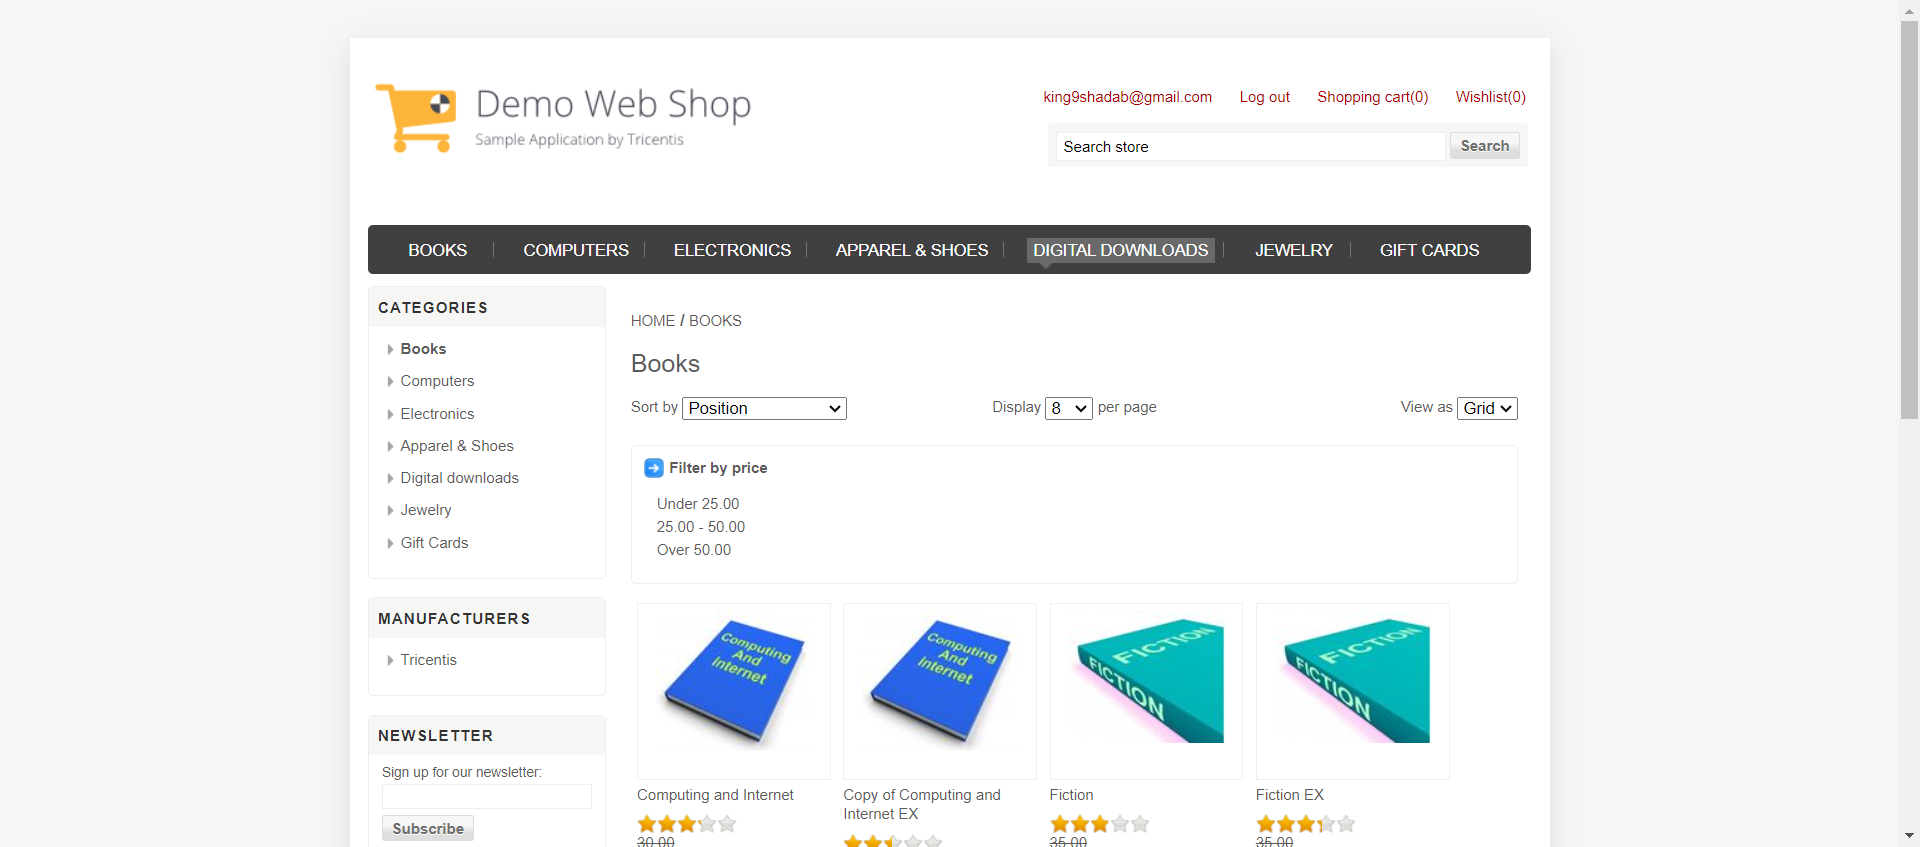 Demo Web Shop
Sample Application by Tricentis
king9shadab@gmail.com Log out Shopping cart(0) Wishlist(0)
Search store Search
BOOKS COMPUTERS ELECTRONICS APPAREL & SHOES DIGITAL DOWNLOADS JEWELRY GIFT CARDS
CATEGORIES
Books
Computers
Electronics
Apparel & Shoes
Digital downloads
Jewelry
Gift Cards
MANUFACTURERS
Tricentis
NEWSLETTER
Sign up for our newsletter:
Subscribe
HOME / BOOKS
Books
Sort by Position Display 8 per page View as Grid
Filter by price
Under 25.00
25.00 - 50.00
Over 50.00
Computing
And
Internet
Computing and Internet
30.00
Computing
And
Internet
Copy of Computing and
Internet EX
FICTION
FICTION
Fiction
35.00
FICTION
FICTION
Fiction EX
35.00